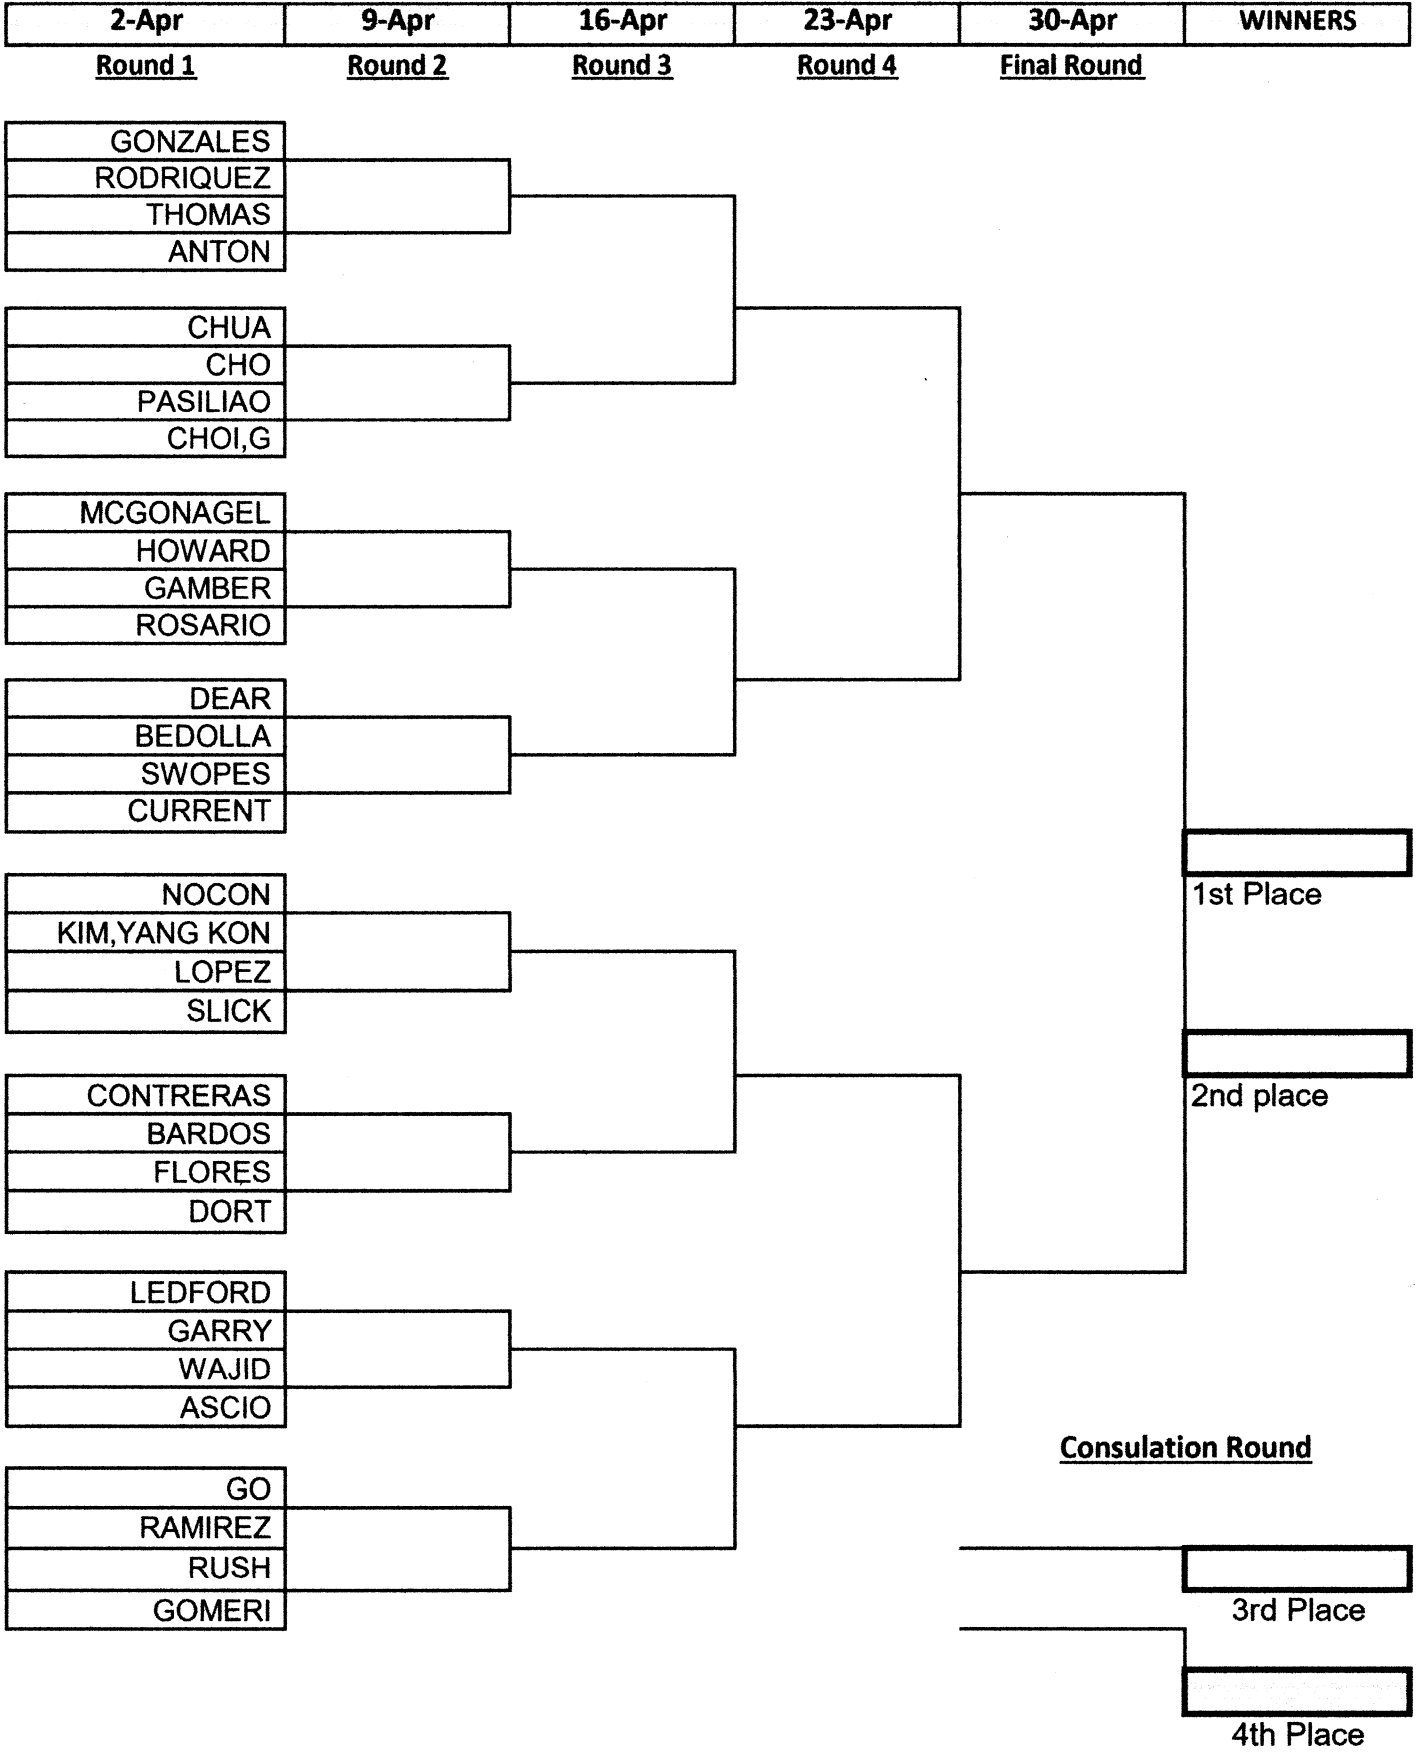 2-Apr 9-Apr 16-Apr 23-Apr 30-Apr WINNERS
Round 1 Round 2 Round 3 Round 4 Final Round
GONZALES
RODRIQUEZ
THOMAS
ANTON
CHUA
CHO
PASILIAO
CHOI,G
MCGONAGEL
HOWARD
GAMBER
ROSARIO
DEAR
BEDOLLA
SWOPES
CURRENT
NOCON
KIM,YANG KON
LOPEZ
SLICK
CONTRERAS
BARDOS
FLORES
DORT
LEDFORD
GARRY
WAJID
ASCIO
GO
RAMIREZ
RUSH
GOMERI
1st Place
2nd place
Consulation Round
3rd Place
4th Place